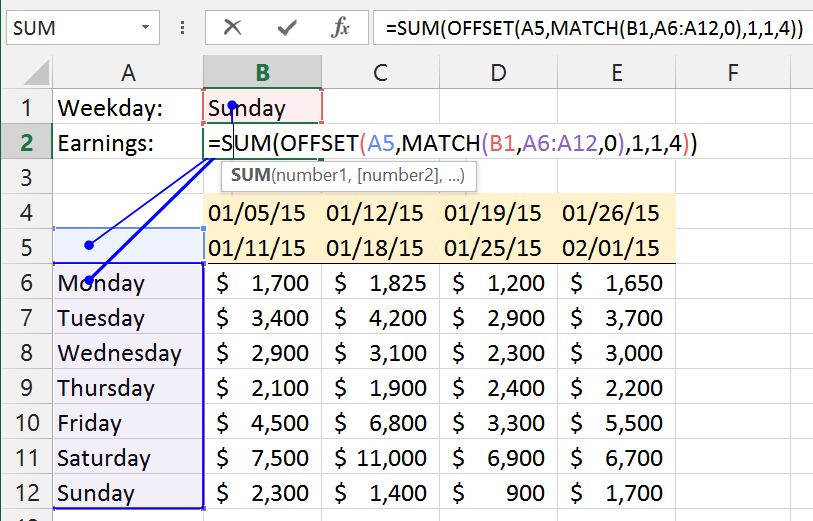 SUM fx =SUM(OFFSET(A5,MATCH(B1,A6:A12,0),1,1,4))
A B C D E F
1 Weekday: Sunday
2 Earnings: =SUM(OFFSET(A5,MATCH(B1,A6:A12,0),1,1,4))
3 SUM(number1, [number2], ...)
4 01/05/15 01/12/15 01/19/15 01/26/15
5 01/11/15 01/18/15 01/25/15 02/01/15
6 Monday $ 1,700 $ 1,825 $ 1,200 $ 1,650
7 Tuesday $ 3,400 $ 4,200 $ 2,900 $ 3,700
8 Wednesday $ 2,900 $ 3,100 $ 2,300 $ 3,000
9 Thursday $ 2,100 $ 1,900 $ 2,400 $ 2,200
10 Friday $ 4,500 $ 6,800 $ 3,300 $ 5,500
11 Saturday $ 7,500 $ 11,000 $ 6,900 $ 6,700
12 Sunday $ 2,300 $ 1,400 $ 900 $ 1,700